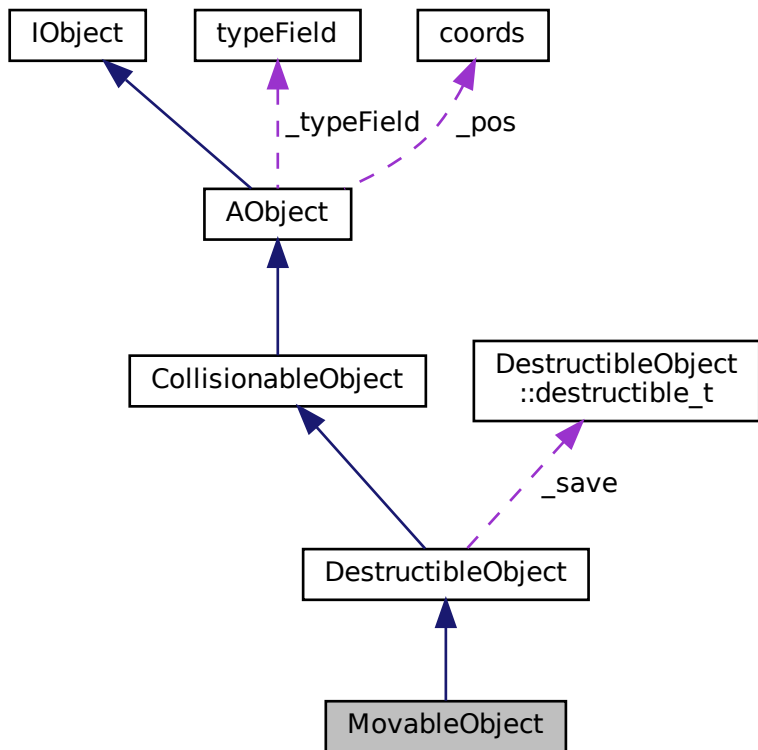 IObject
typeField
coords
_typeField
_pos
AObject
CollisionableObject
DestructibleObject
::destructible_t
_save
DestructibleObject
MovableObject